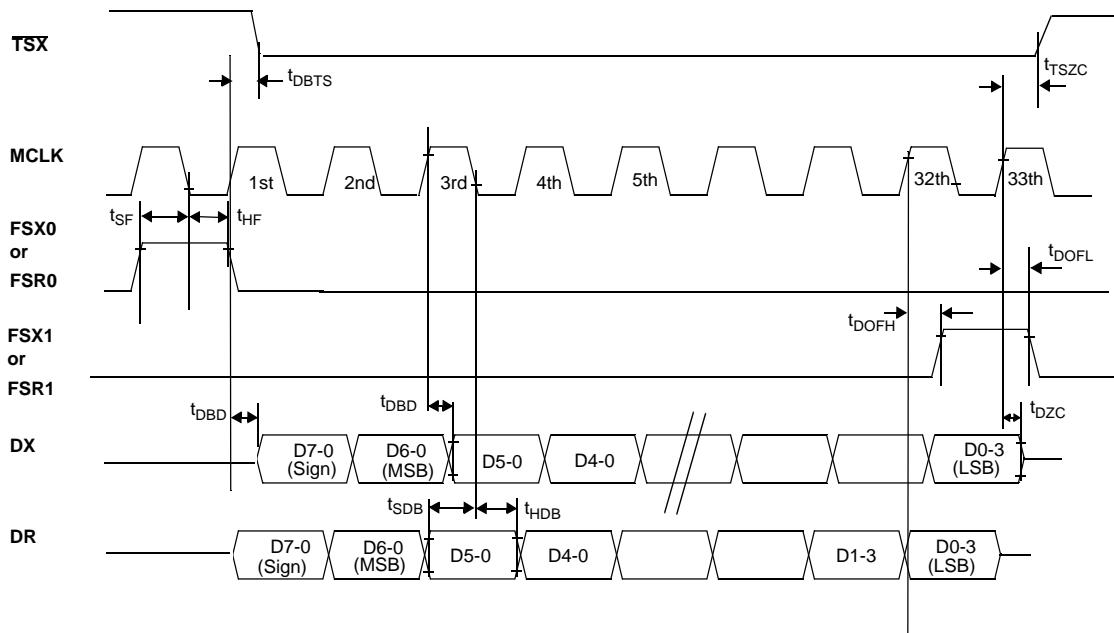 TSX
tDBTS
tTSZC
MCLK
1st 2nd 3rd 4th 5th 32th 33th
tSF tHF
FSX0
or
FSR0
tDOFL
tDOFH
FSX1
or
FSR1
tDBD tDBD tDZC
DX
D7-0
(Sign)
D6-0
(MSB)
D5-0
D4-0
D0-3
(LSB)
tSDB tHDB
DR
D7-0
(Sign)
D6-0
(MSB)
D5-0
D4-0
D1-3
D0-3
(LSB)